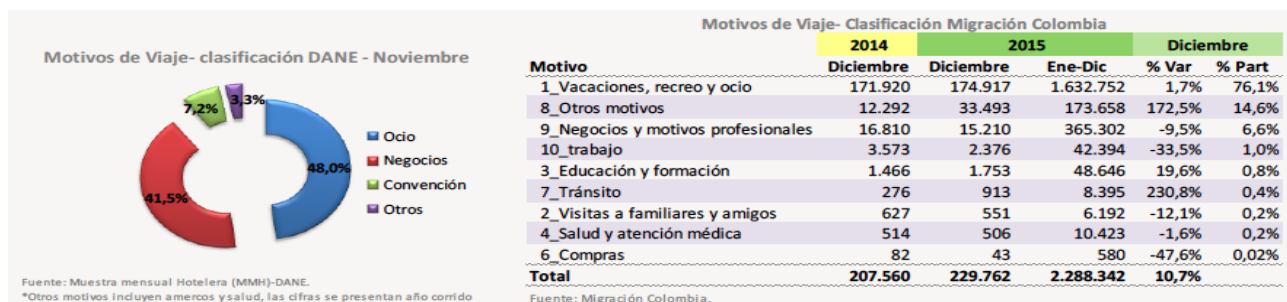 Motivos de Viaje- clasificación DANE - Noviembre
3,3%
7,2%
48,0%
41,5%
Ocio
Negocios
Convención
Otros
Fuente: Muestra mensual Hotelera (MMH)-DANE.
*Otros motivos incluyen amercos y salud, las cifras se presentan año corrido
Motivos de Viaje- Clasificación Migración Colombia
2014 2015 Diciembre
Motivo Diciembre Diciembre Ene-Dic % Var % Part
1_Vacaciones, recreo y ocio 171.920 174.917 1.632.752 1,7% 76,1%
8_Otros motivos 12.292 33.493 173.658 172,5% 14,6%
9_Negocios y motivos profesionales 16.810 15.210 365.302 -9,5% 6,6%
10_trabajo 3.573 2.376 42.394 -33,5% 1,0%
3_Educación y formación 1.466 1.753 48.646 19,6% 0,8%
7_Tránsito 276 913 8.395 230,8% 0,4%
2_Visitas a familiares y amigos 627 551 6.192 -12,1% 0,2%
4_Salud y atención médica 514 506 10.423 -1,6% 0,2%
6_Compras 82 43 580 -47,6% 0,02%
Total 207.560 229.762 2.288.342 10,7%
Fuente: Migración Colombia.